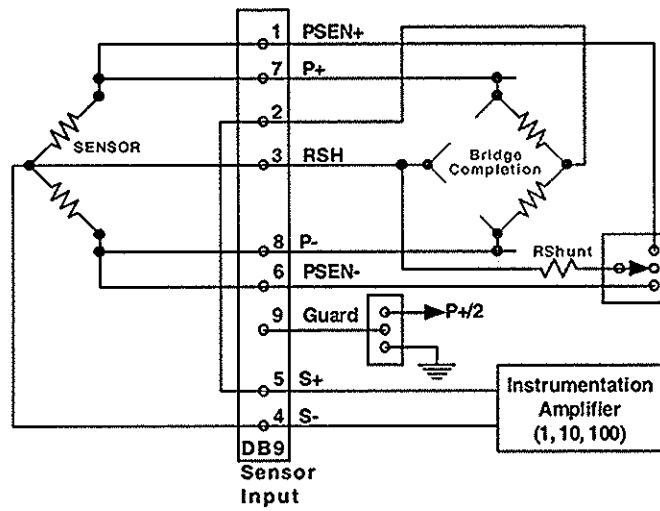 1 PSEN+
7 P+
2
SENSOR
3 RSH
Bridge
Completion
8 P-
RShunt
6 PSEN-
9 Guard
P+/2
5 S+
4 S-
Instrumentation
Amplifier
(1, 10, 100)
DB9
Sensor
Input